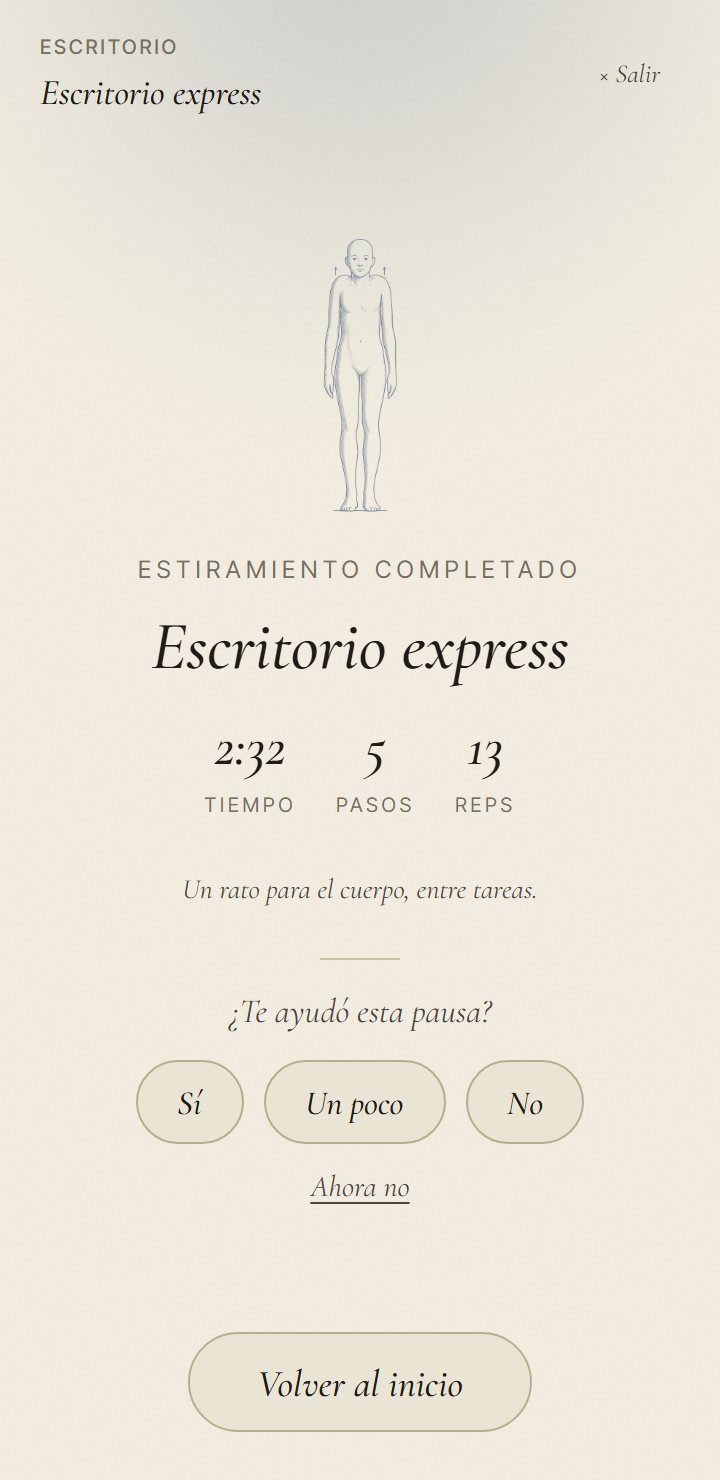 ESCRITORIO
Escritorio express
× Salir
ESTIRAMIENTO COMPLETADO
Escritorio express
2:32 5 13
TIEMPO PASOS REPS
Un rato para el cuerpo, entre tareas.
¿Te ayudó esta pausa?
Sí Un poco No
Ahora no
Volver al inicio